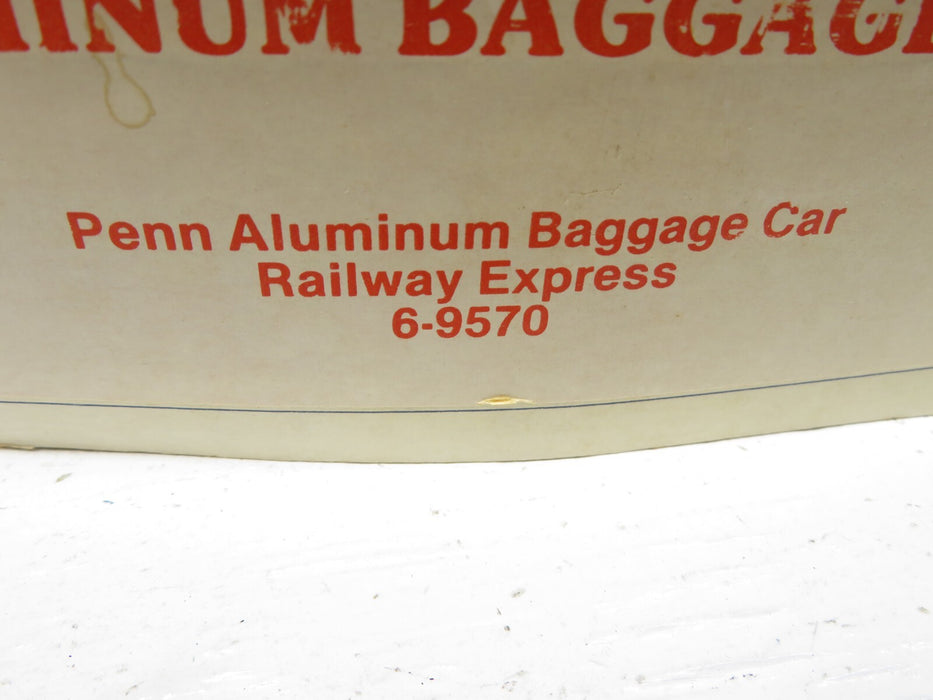 INUM BAGGAG
Penn Aluminum Baggage Car
Railway Express
6-9570